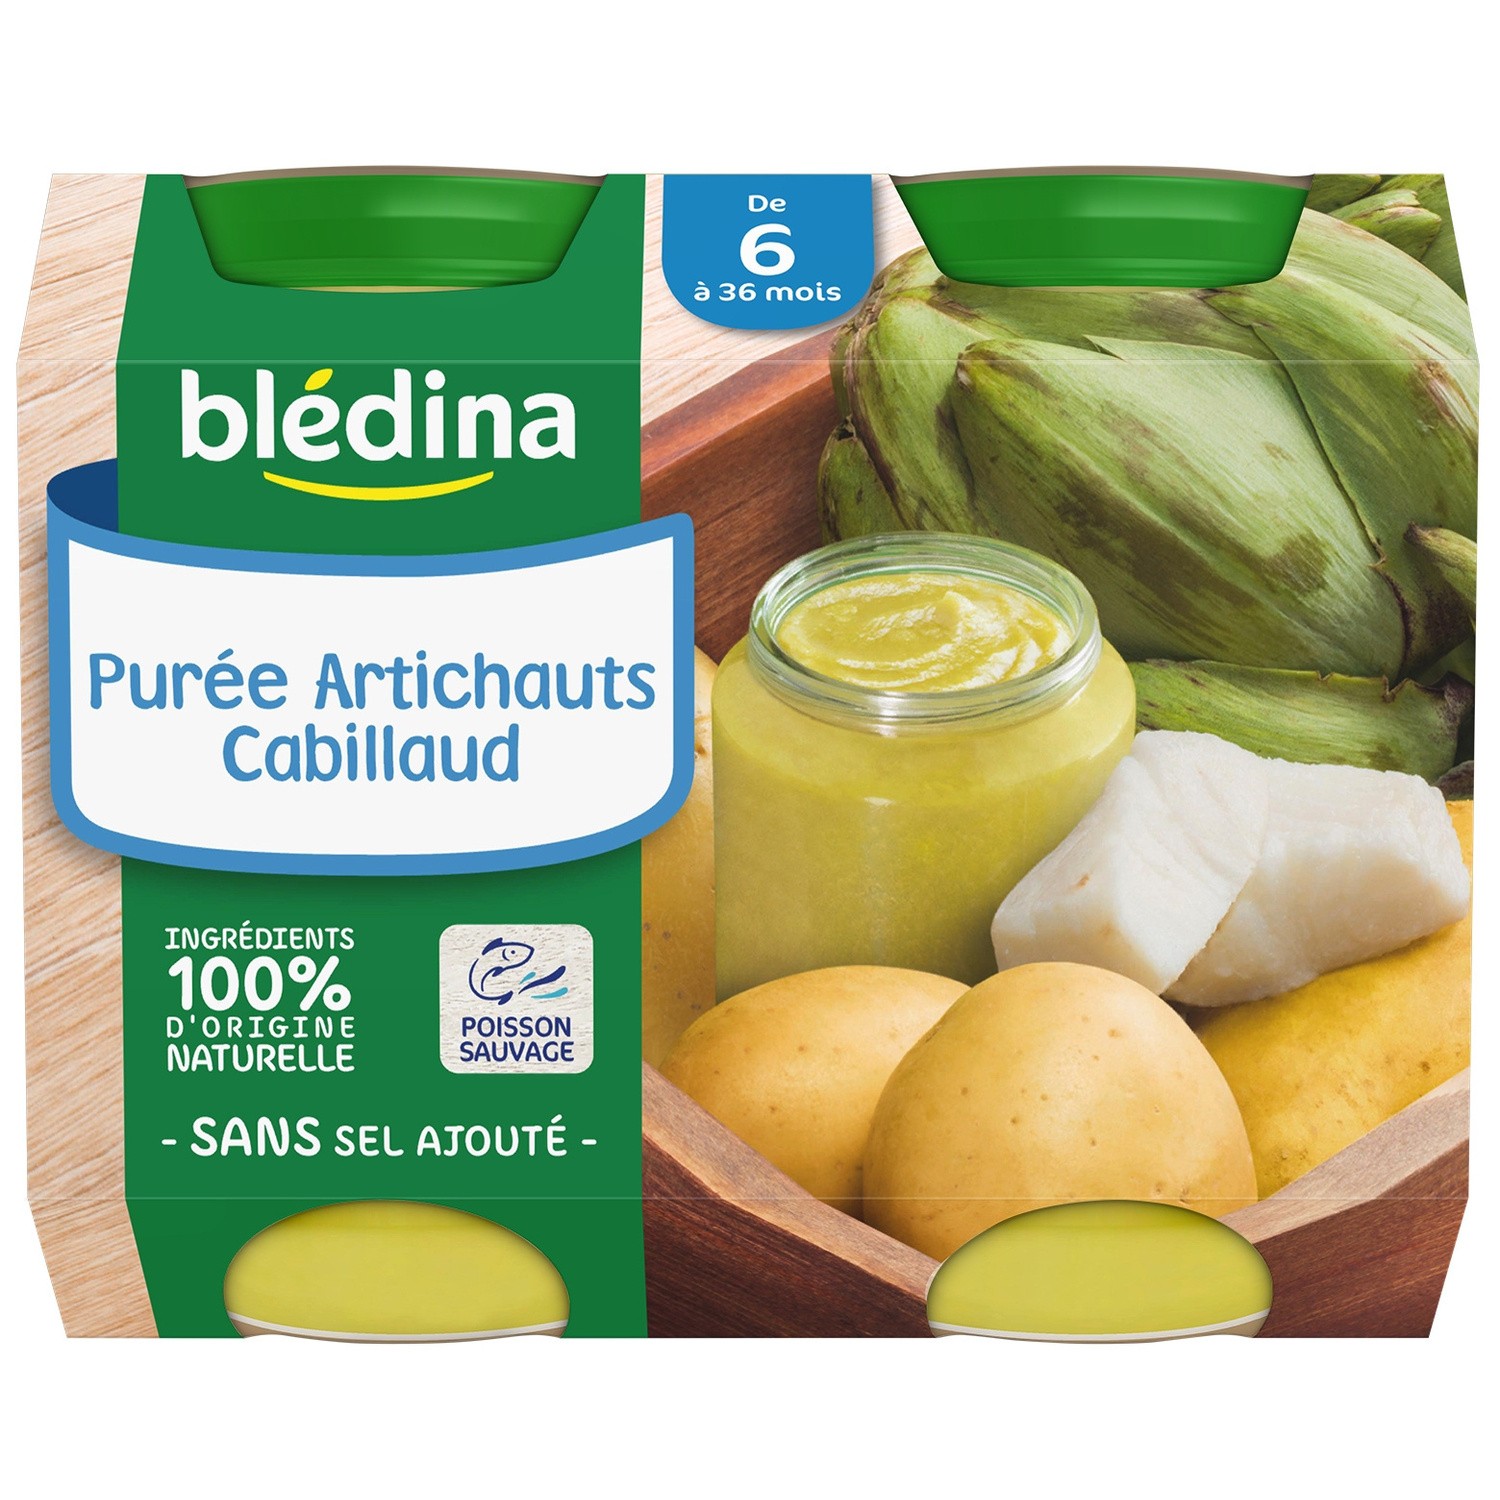 De
6
à 36 mois
blédina
Purée Artichauts
Cabillaud
INGRÉDIENTS
100%
D'ORIGINE
NATURELLE
POISSON
SAUVAGE
- SANS SEL AJOUTÉ -